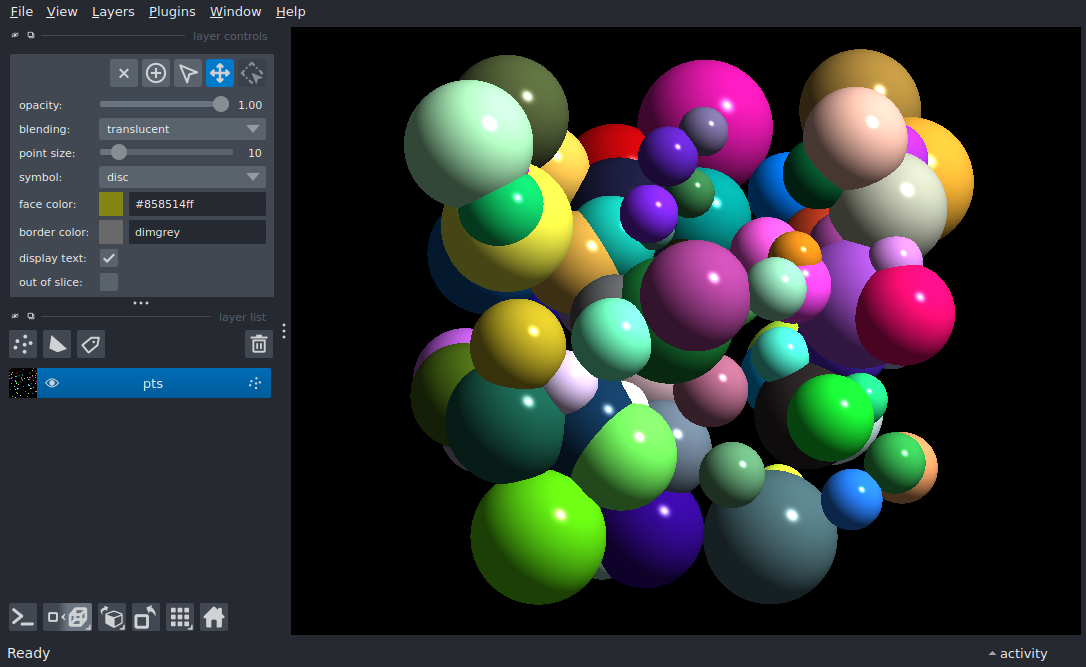 File View Layers Plugins Window Help
layer controls
opacity: 1.00
blending: translucent
point size: 10
symbol: disc
face color: #858514ff
border color: dimgrey
display text:
out of slice:
layer list
pts
Ready
activity